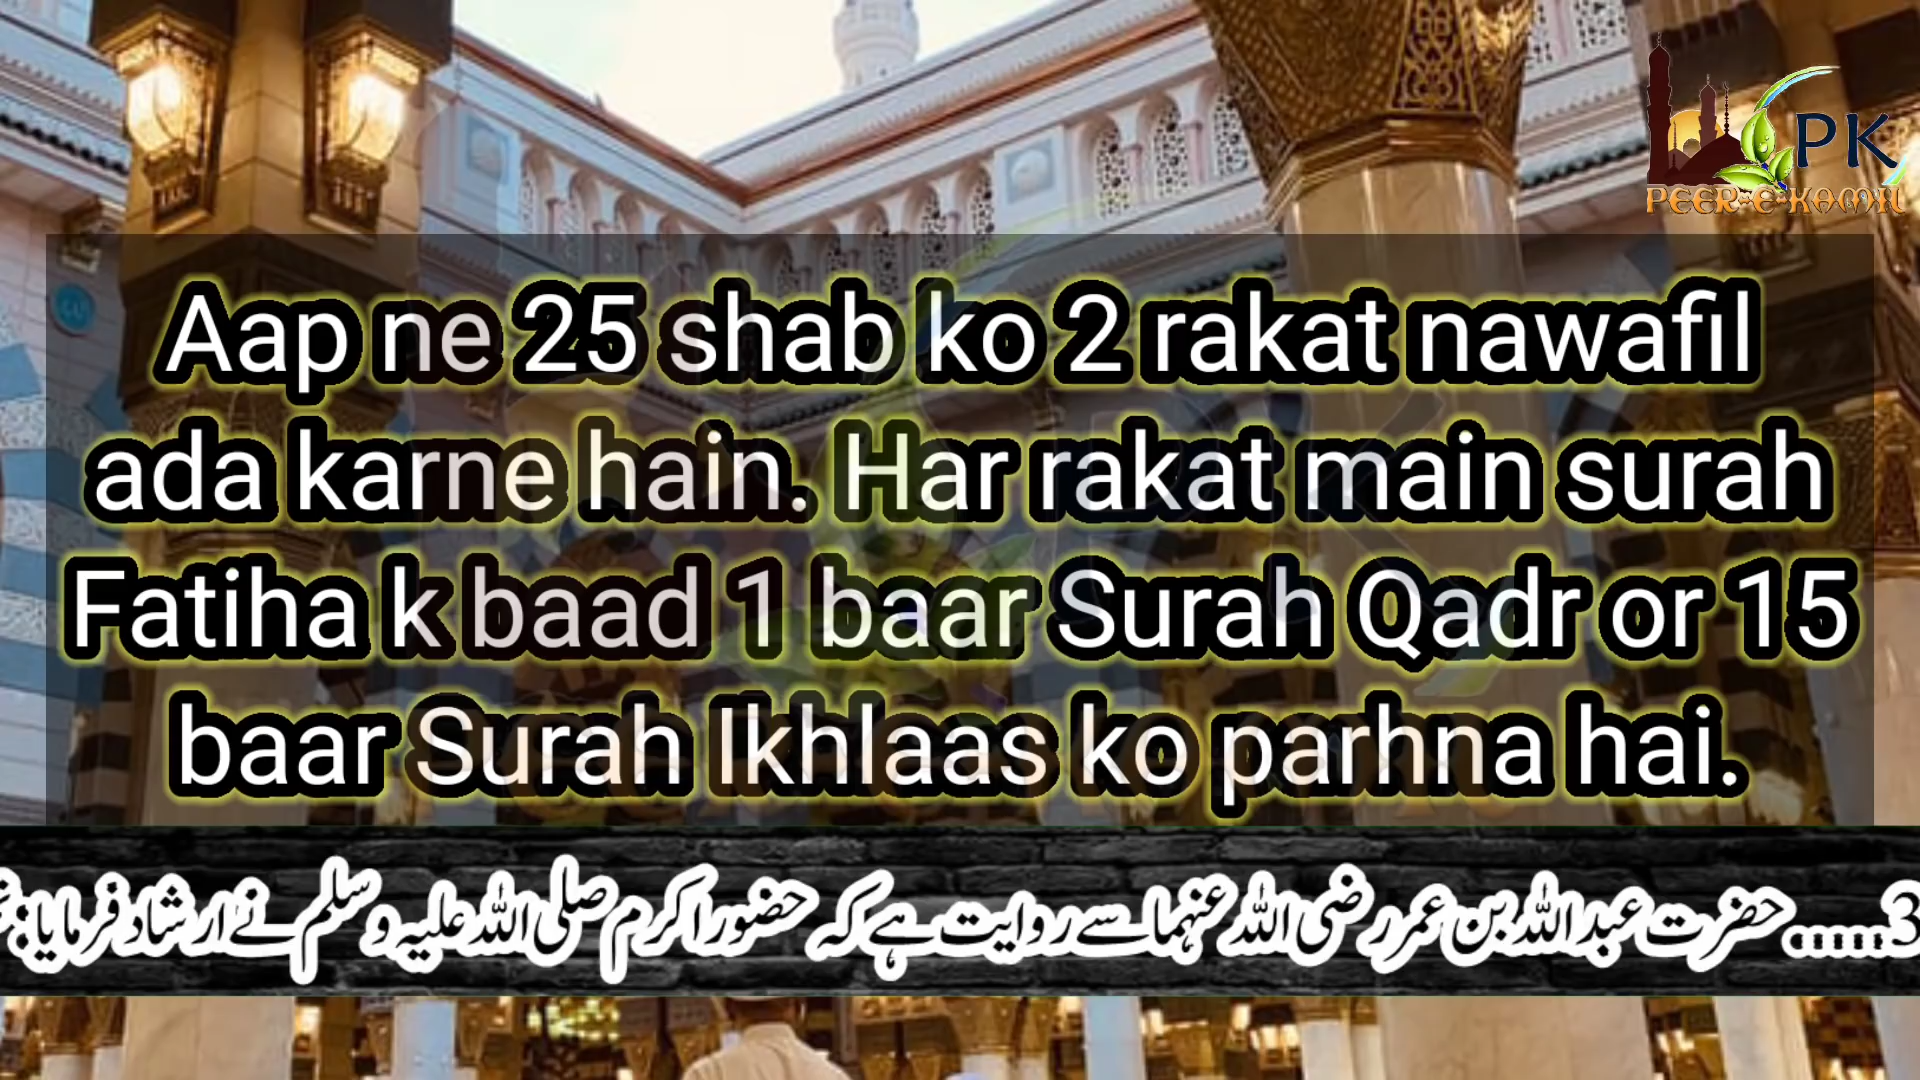 PK
PEER-E-KAMIL
Aap ne 25 shab ko 2 rakat nawafil
ada karne hain. Har rakat main surah
Fatiha k baad 1 baar Surah Qadr or 15
baar Surah Ikhlaas ko parhna hai.
3.....حضرت عبداللہ بن عمر رضی اللہ عنہما سے روایت ہے کہ حضور اکرم صلی اللہ علیہ وسلم نے ارشاد فرمایا: